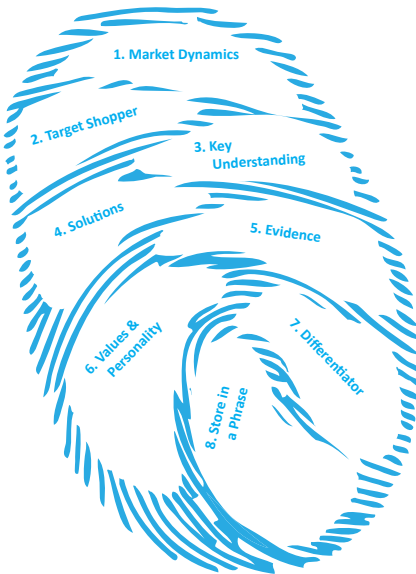 1. Market Dynamics
2. Target Shopper
3. Key
Understanding
4. Solutions
5. Evidence
6. Values &
Personality
7. Differentiator
8. Store in
a Phrase